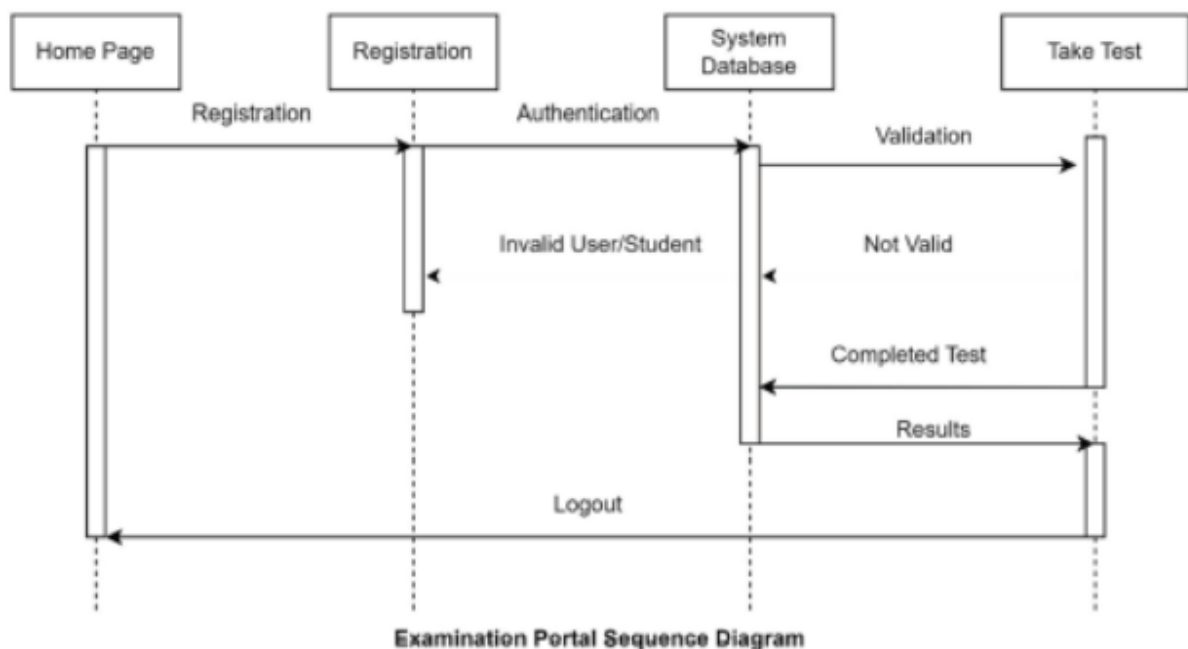 Home Page
Registration
System
Database
Take Test
Registration
Authentication
Validation
Invalid User/Student
Not Valid
Completed Test
Results
Logout
Examination Portal Sequence Diagram